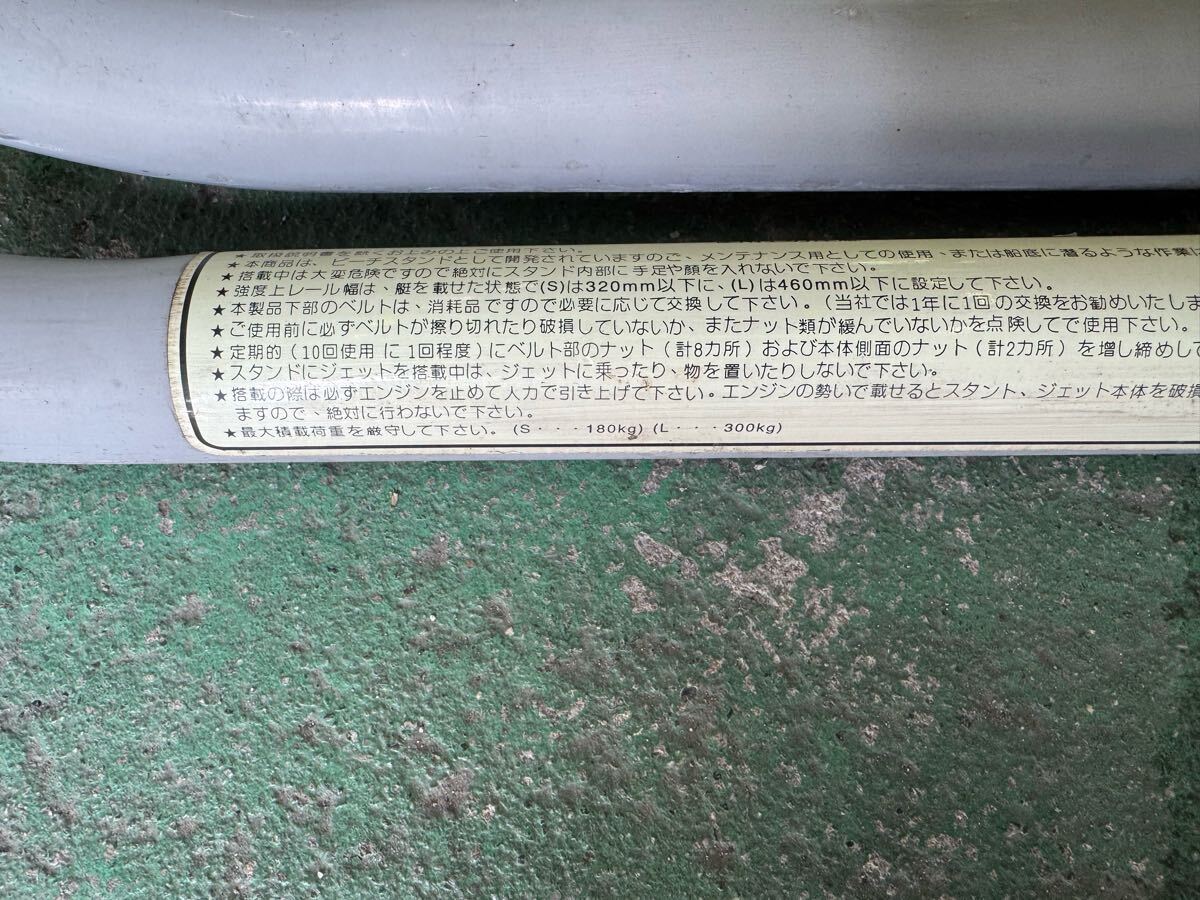 ★取扱説明書を熟くお読みの上ご使用下さい。
★本商品は、ビーチスタンドとして開発されていますのご、メンテナンス用としての使用、または船底に潜るような作業は
★搭載中は大変危険ですので絶対にスタンド内部に手足や顔を入れないで下さい。
★強度上レール幅は、艇を載せた状態で(S)は320mm以下に、(L)は460mm以下に設定して下さい。
★本製品下部のベルトは、消耗品ですので必要に応じて交換して下さい。(当社では1年に1回の交換をお勧めいたしま
★ご使用前に必ずベルトが擦り切れたり破損していないか、またナット類が緩んでいないかを点険してで使用下さい。
★定期的(10回使用に1回程度)にベルト部のナット(計8カ所)および本体側面のナット(計2カ所)を増し締めして
★スタンドにジェットを搭載中は、ジェットに乗ったり、物を置いたりしないで下さい。
★搭載の際は必ずエンジンを止めて人力で引き上げて下さい。エンジンの勢いで載せるとスタント、ジェット本体を破損
ますので、絶対に行わないで下さい。
★最大積載荷重を厳守して下さい。(S・・・180kg)(L・・・300kg)